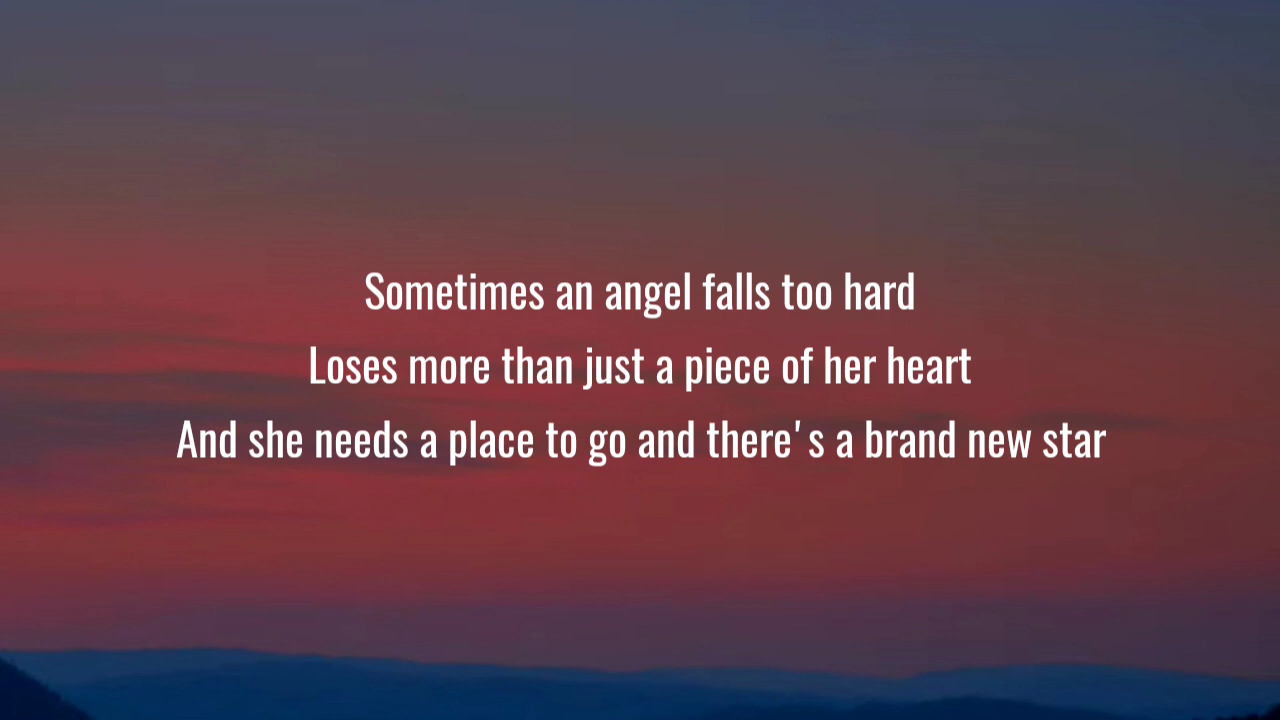 Sometimes an angel falls too hard
Loses more than just a piece of her heart
And she needs a place to go and there's a brand new star